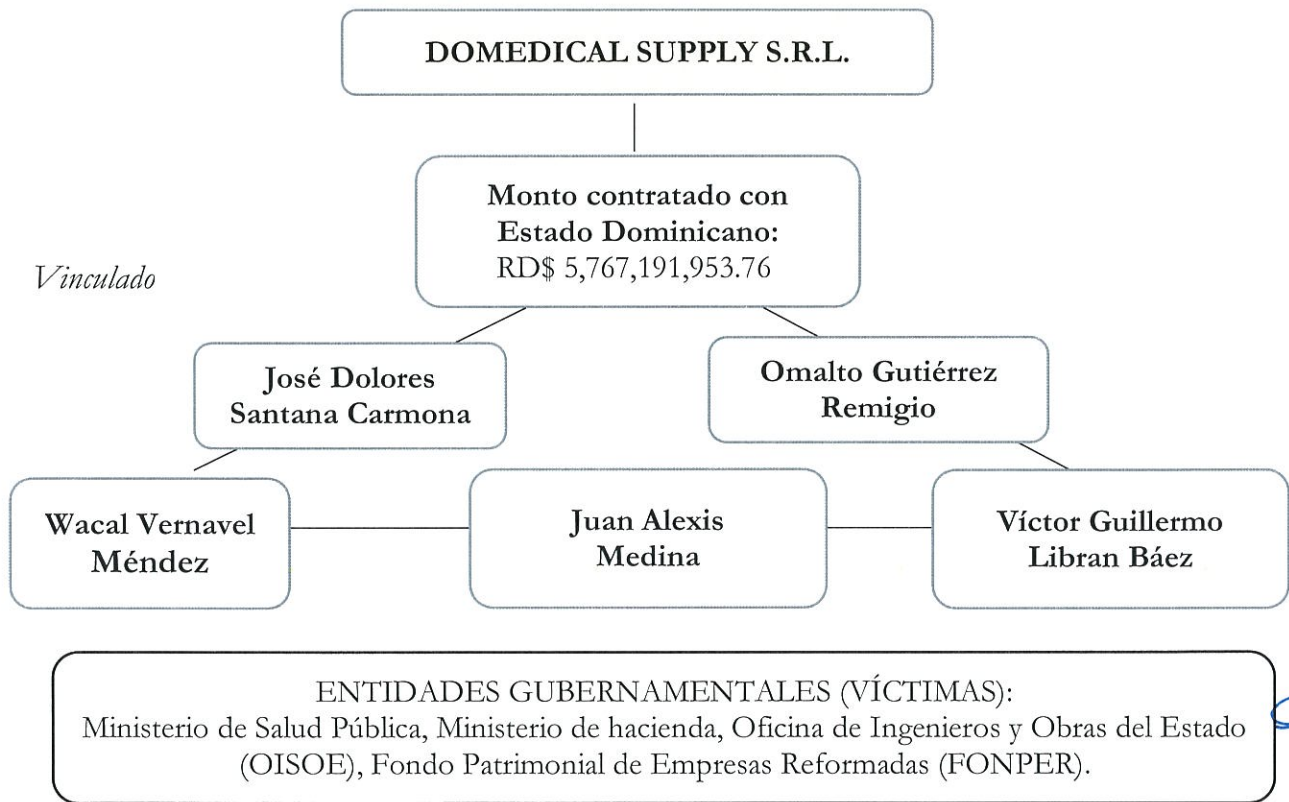 DOMEDICAL SUPPLY S.R.L.
Monto contratado con
Estado Dominicano:
RD$ 5,767,191,953.76
Vinculado
José Dolores
Santana Carmona
Omalto Gutiérrez
Remigio
Wacal Vernavel
Méndez
Juan Alexis
Medina
Víctor Guillermo
Libran Báez
ENTIDADES GUBERNAMENTALES (VÍCTIMAS):
Ministerio de Salud Pública, Ministerio de hacienda, Oficina de Ingenieros y Obras del Estado
(OISOE), Fondo Patrimonial de Empresas Reformadas (FONPER).